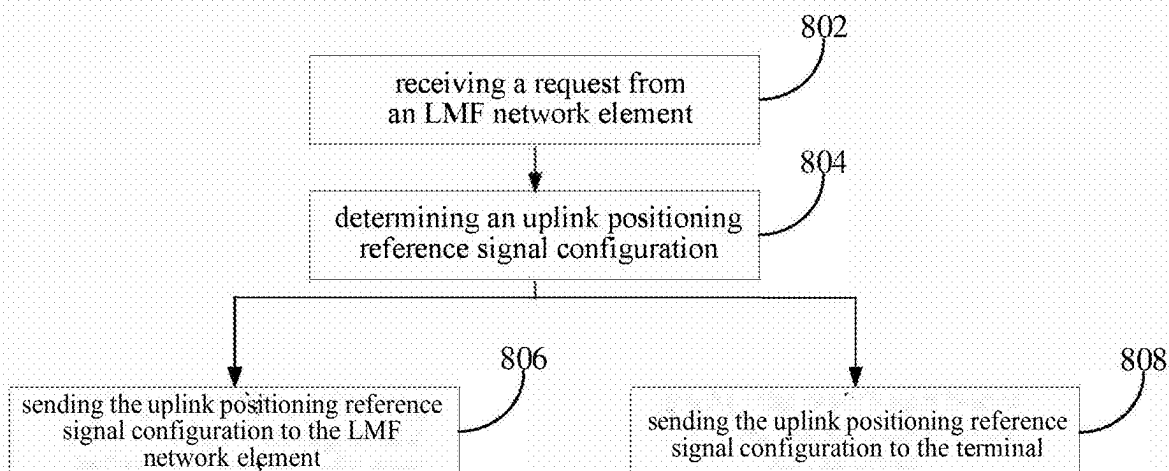 802
receiving a request from
an LMF network element
804
determining an uplink positioning
reference signal configuration
806
808
sending the uplink positioning reference
signal configuration to the LMF
network element
sending the uplink positioning reference
signal configuration to the terminal